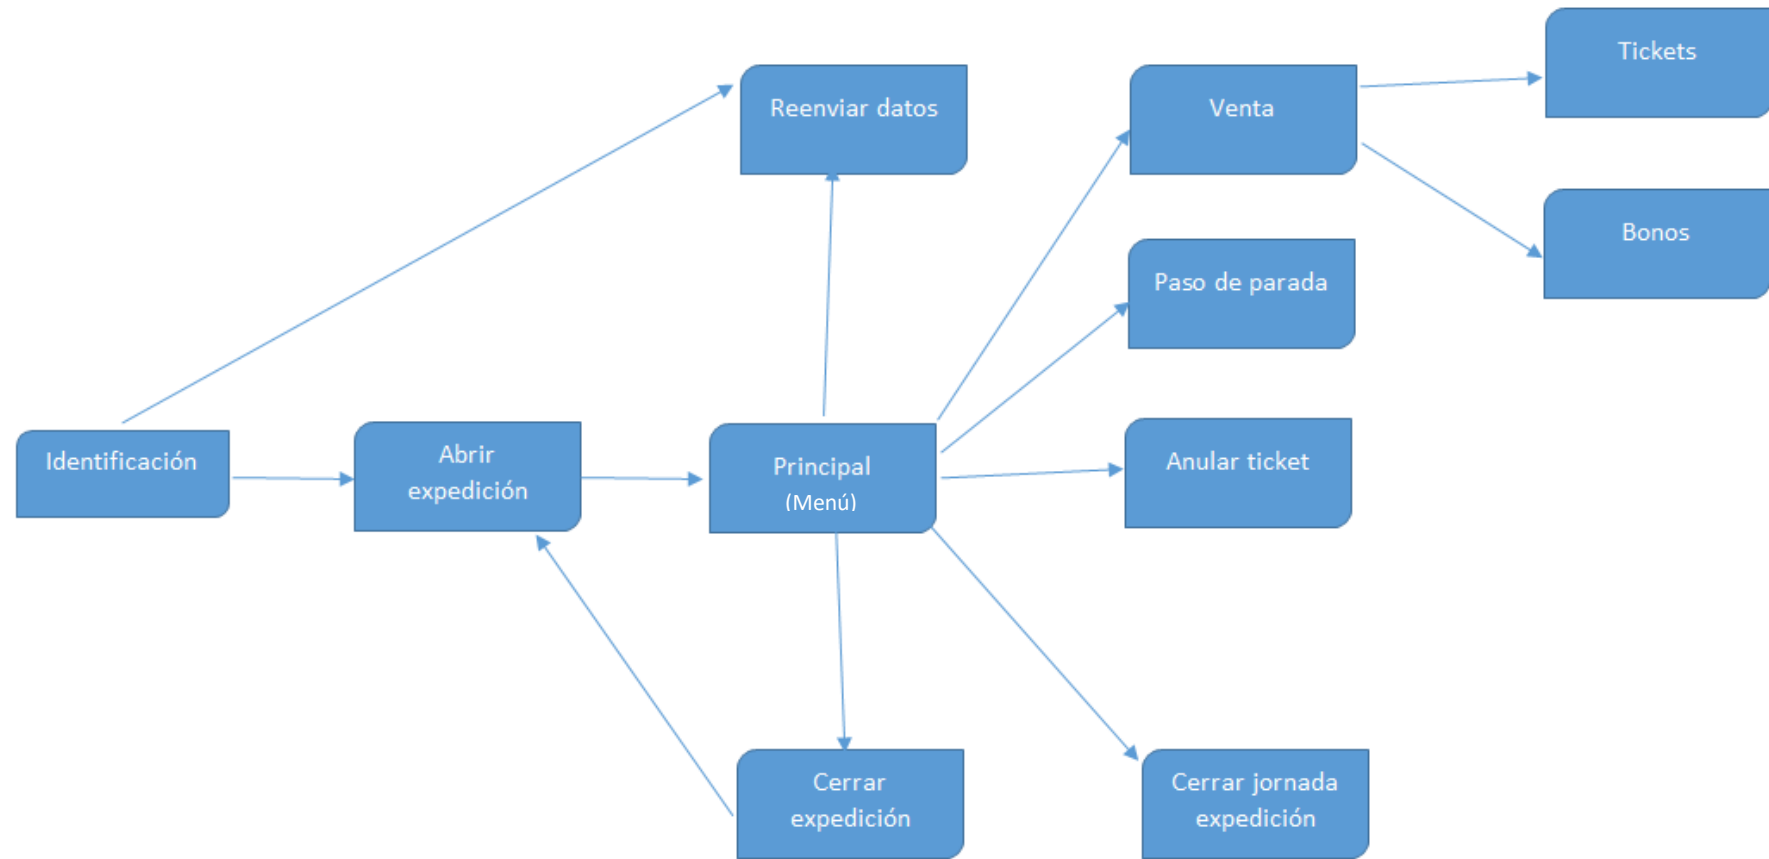 Tickets
Reenviar datos
Venta
Bonos
Paso de parada
Identificación
Abrir
expedición
Principal
(Menú)
Anular ticket
Cerrar
expedición
Cerrar jornada
expedición